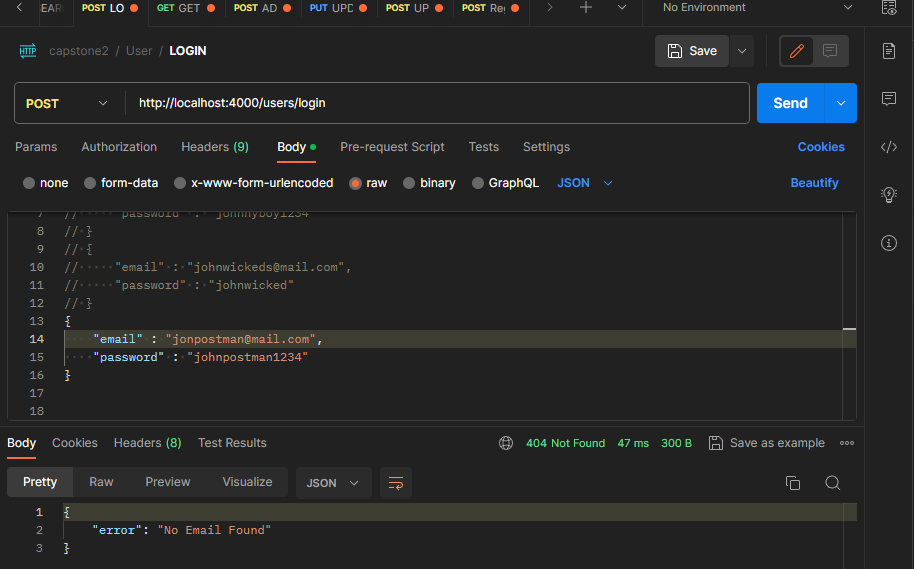 EAR POST LO GET GET POST AD PUT UPD POST UP POST Re No Environment
HTTP capstone2 / User / LOGIN Save
POST http://localhost:4000/users/login Send
Params Authorization Headers (9) Body Pre-request Script Tests Settings Cookies
none form-data x-www-form-urlencoded raw binary GraphQL JSON Beautify
7 // "password" : "johnnyboy1234"
8 // }
9 // {
10 // "email" : "johnwickeds@mail.com",
11 // "password" : "johnwicked"
12 // }
13 {
14 "email" : "jonpostman@mail.com",
15 "password" : "johnpostman1234"
16 }
17
18
Body Cookies Headers (8) Test Results 404 Not Found 47 ms 300 B Save as example
Pretty Raw Preview Visualize JSON
1 {
2 "error": "No Email Found"
3 }